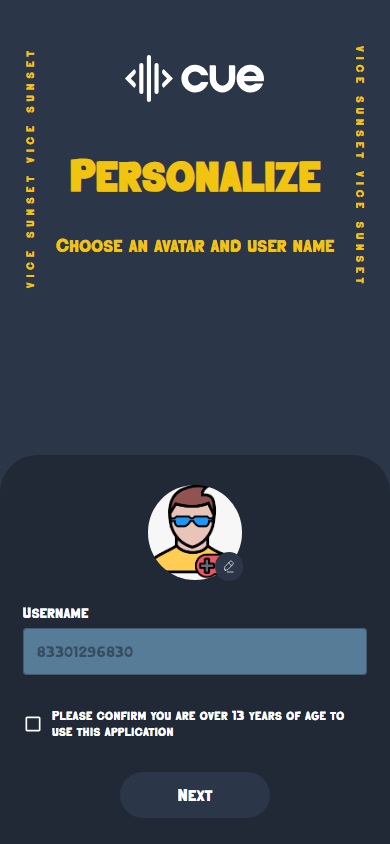 cue
VICE SUNSET VICE SUNSET
VICE SUNSET VICE SUNSET
Personalize
Choose an avatar and user name
Username
83301296830
Please confirm you are over 13 years of age to
use this application
Next